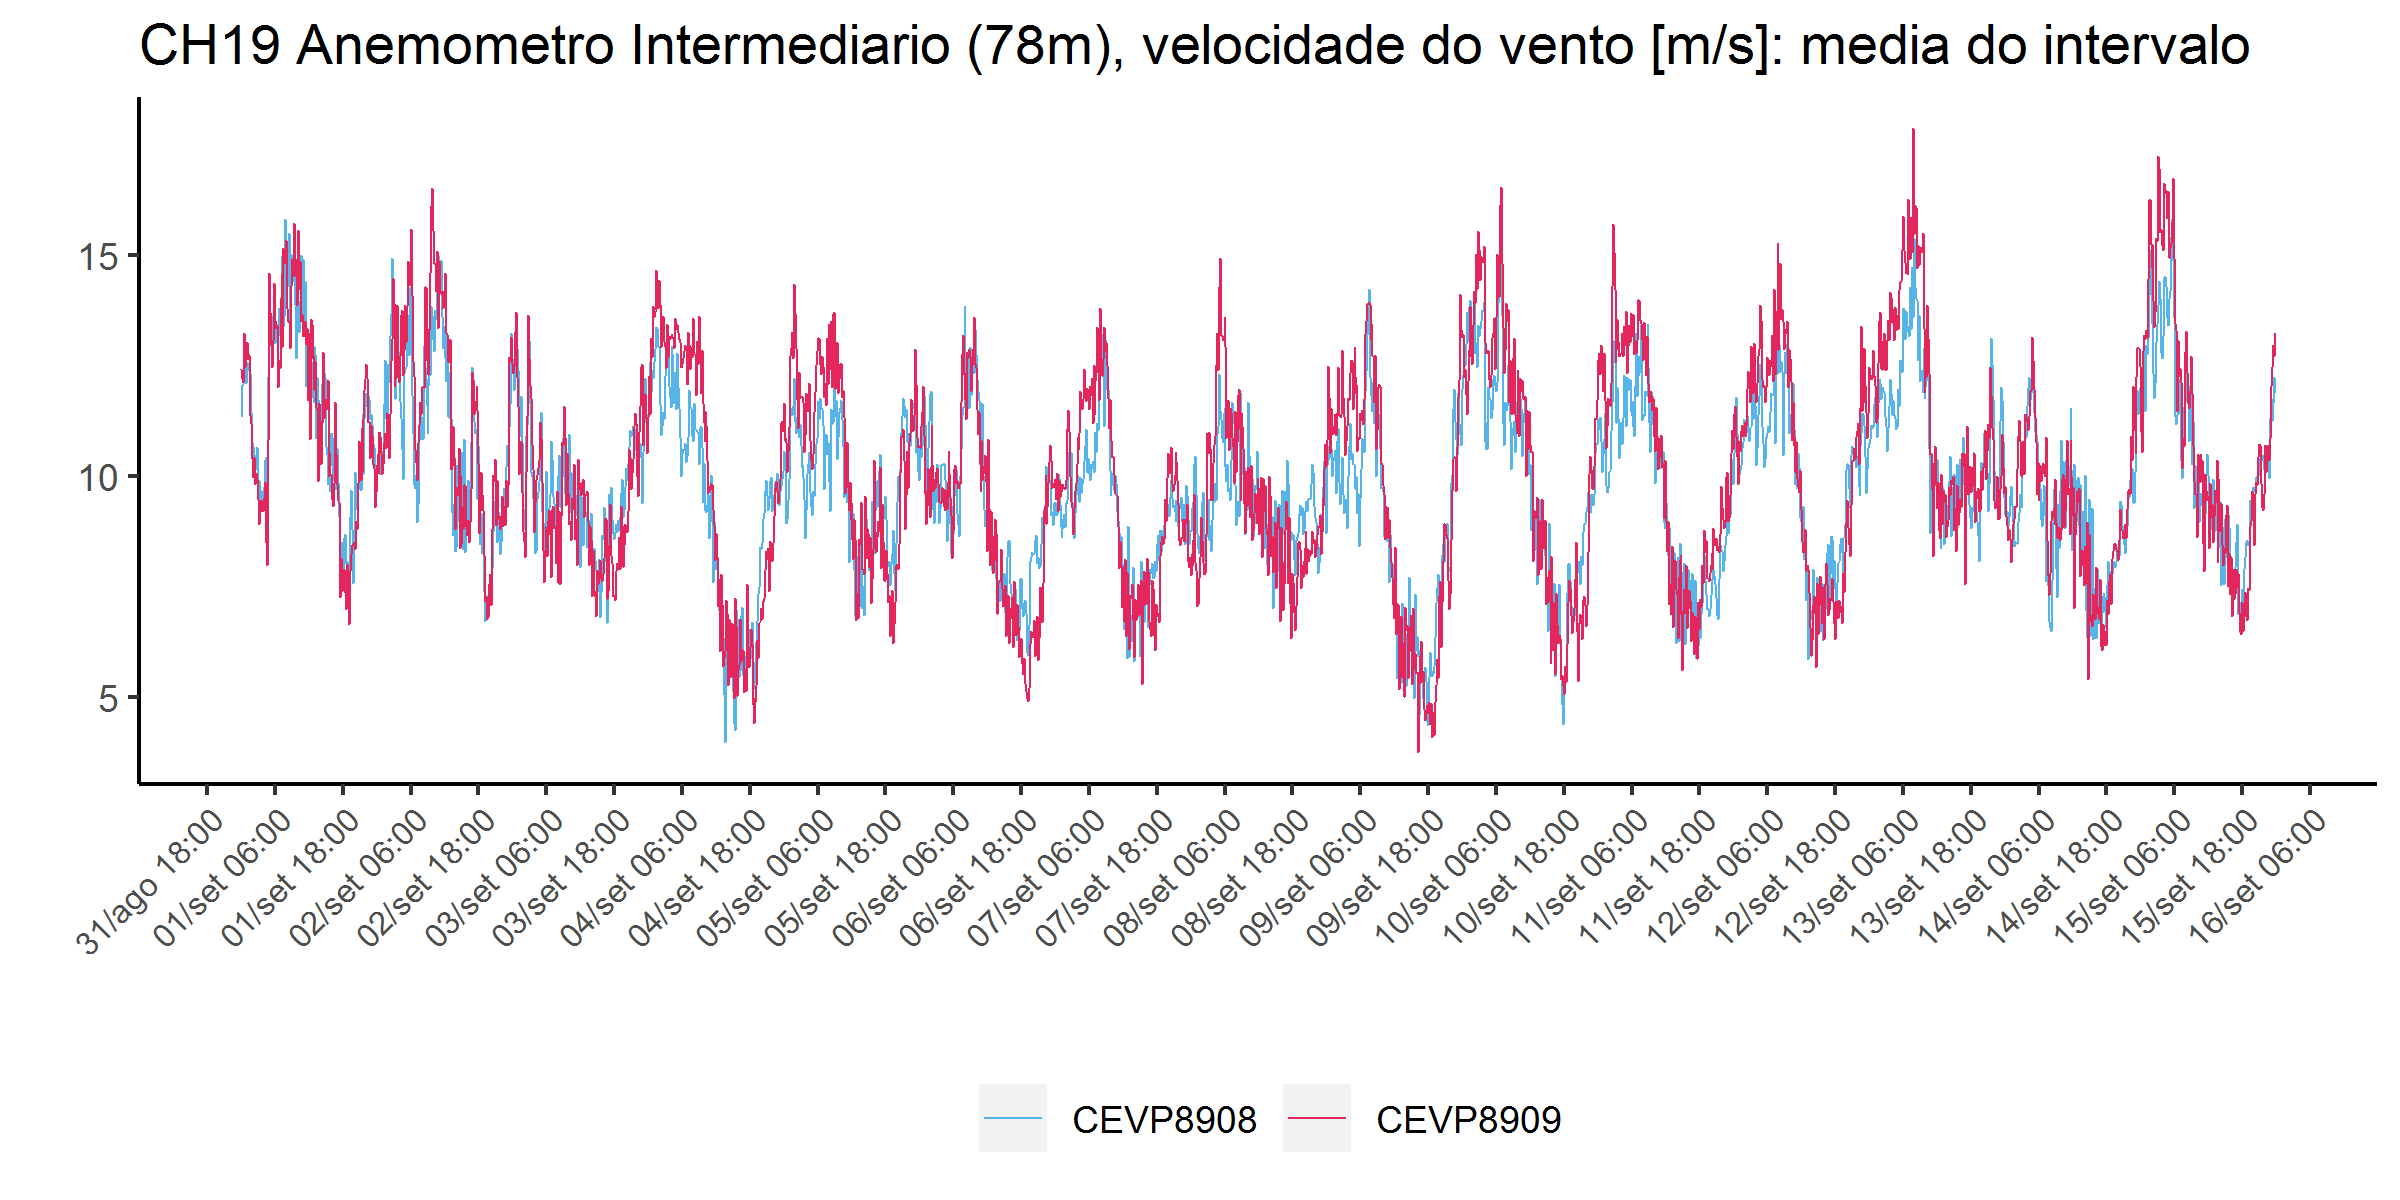 CH19 Anemometro Intermediario (78m), velocidade do vento [m/s]: media do intervalo
15
10
5
31/ago 18:00
01/set 06:00
01/set 18:00
02/set 06:00
02/set 18:00
03/set 06:00
03/set 18:00
04/set 06:00
04/set 18:00
05/set 06:00
05/set 18:00
06/set 06:00
06/set 18:00
07/set 06:00
07/set 18:00
08/set 06:00
08/set 18:00
09/set 06:00
09/set 18:00
10/set 06:00
10/set 18:00
11/set 06:00
11/set 18:00
12/set 06:00
12/set 18:00
13/set 06:00
13/set 18:00
14/set 06:00
14/set 18:00
15/set 06:00
15/set 18:00
16/set 06:00
CEVP8908
CEVP8909